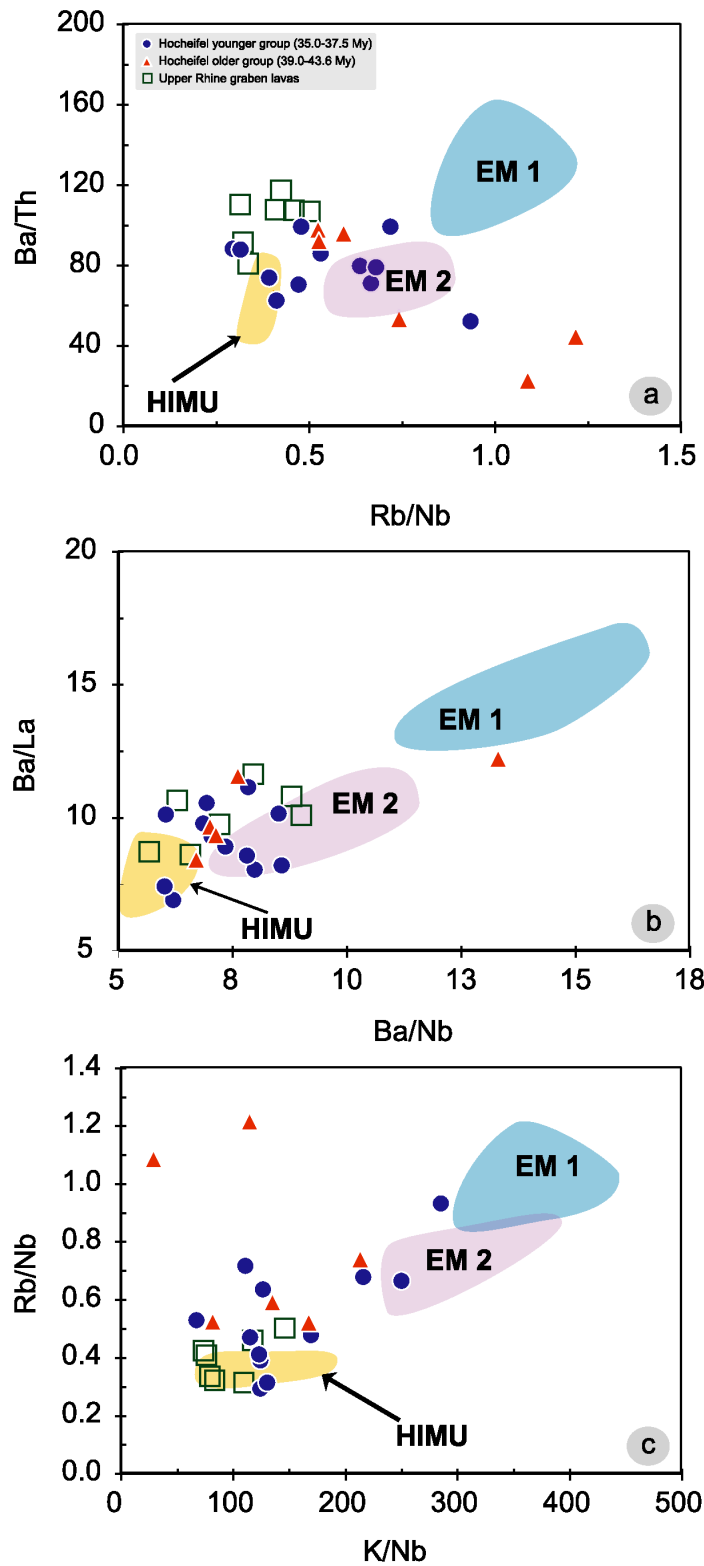 200
160
120
80
40
0
Ba/Th
Hocheifel younger group (35.0-37.5 My)
Hocheifel older group (39.0-43.6 My)
Upper Rhine graben lavas
EM 1
EM 2
HIMU
a
0.0 0.5 1.0 1.5
Rb/Nb
20
15
10
5
Ba/La
EM 1
EM 2
HIMU
b
5 8 10 13 15 18
Ba/Nb
1.4
1.2
1.0
0.8
0.6
0.4
0.2
0.0
Rb/Nb
EM 1
EM 2
HIMU
c
0 100 200 300 400 500
K/Nb